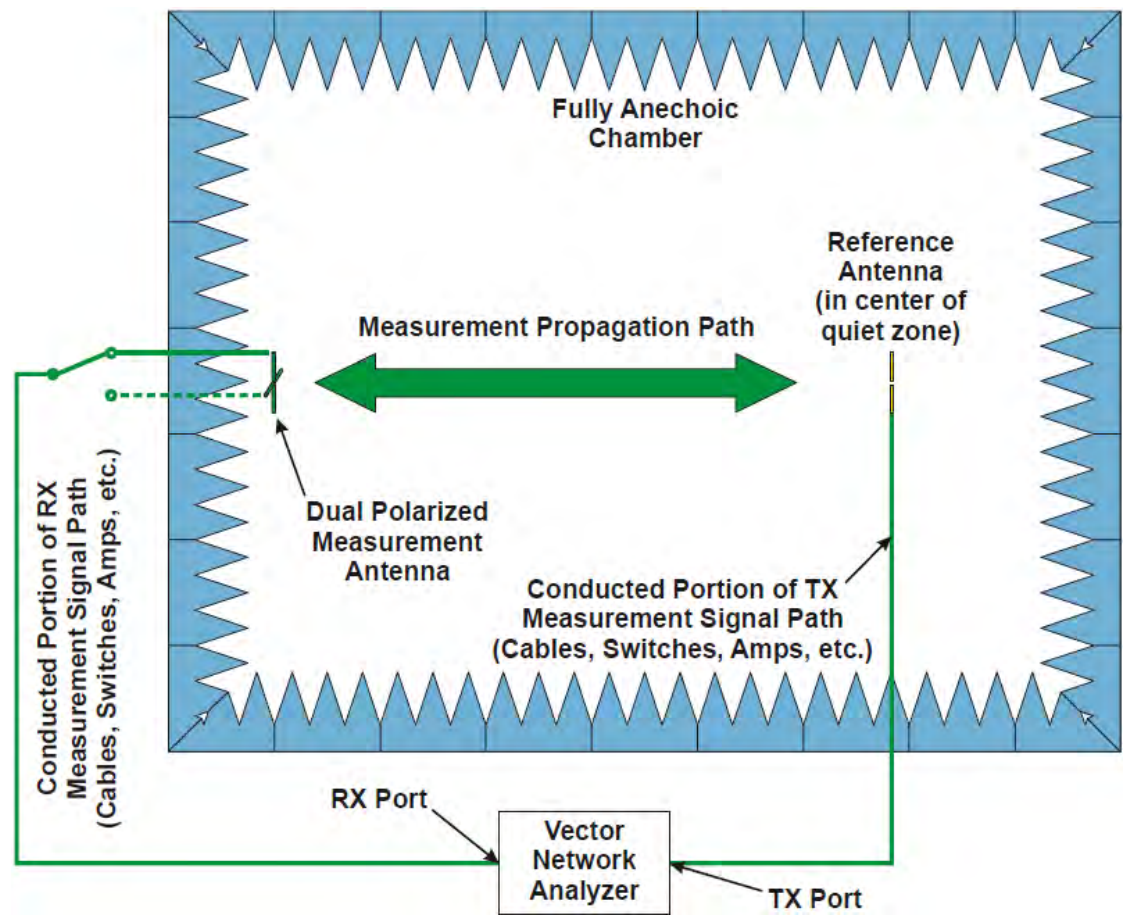 Fully Anechoic
Chamber
Reference
Antenna
(in center of
quiet zone)
Measurement Propagation Path
Dual Polarized
Measurement
Antenna
Conducted Portion of TX
Measurement Signal Path
(Cables, Switches, Amps, etc.)
Conducted Portion of RX
Measurement Signal Path
(Cables, Switches, Amps, etc.)
RX Port
Vector
Network
Analyzer
TX Port